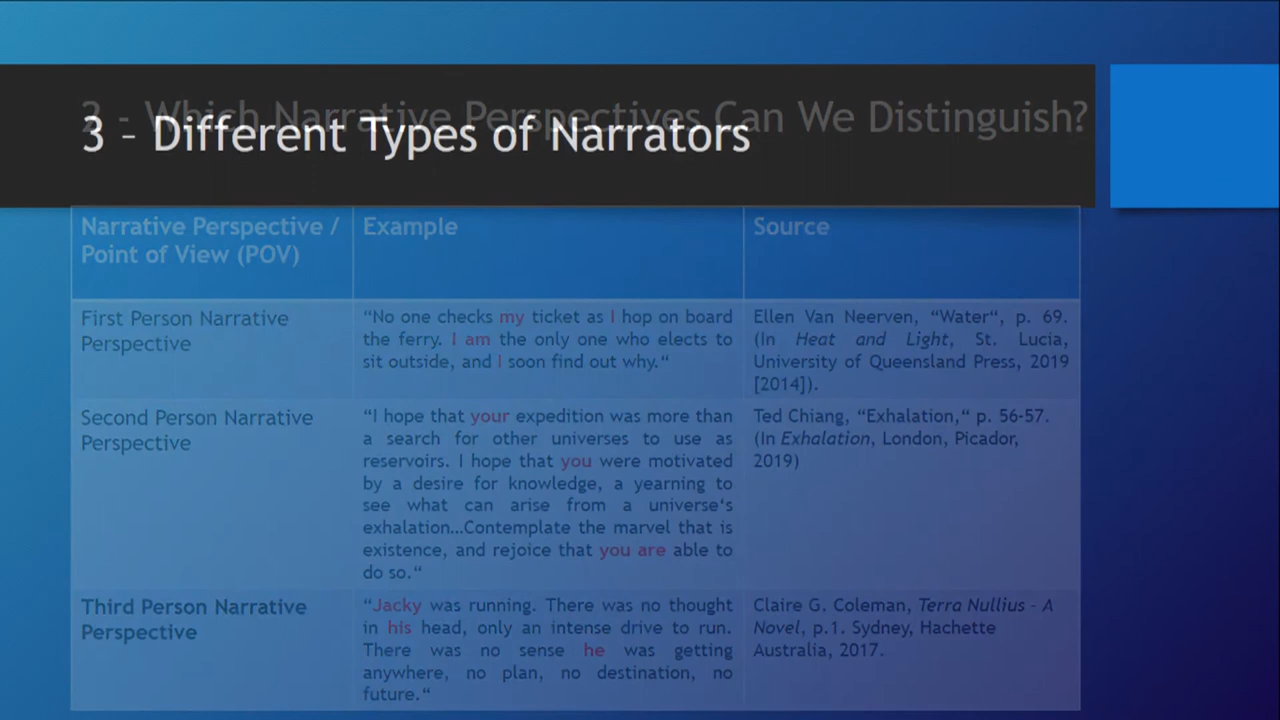 2 - Which Narrative Perspectives Can We Distinguish?
3 – Different Types of Narrators
Narrative Perspective /
Point of View (POV)
Example
Source
First Person Narrative
Perspective
“No one checks my ticket as I hop on board
the ferry. I am the only one who elects to
sit outside, and I soon find out why.“
Ellen Van Neerven, “Water“, p. 69.
(In Heat and Light, St. Lucia,
University of Queensland Press, 2019
[2014]).
Second Person Narrative
Perspective
“I hope that your expedition was more than
a search for other universes to use as
reservoirs. I hope that you were motivated
by a desire for knowledge, a yearning to
see what can arise from a universe‘s
exhalation…Contemplate the marvel that is
existence, and rejoice that you are able to
do so.“
Ted Chiang, “Exhalation,“ p. 56-57.
(In Exhalation, London, Picador,
2019)
Third Person Narrative
Perspective
“Jacky was running. There was no thought
in his head, only an intense drive to run.
There was no sense he was getting
anywhere, no plan, no destination, no
future.“
Claire G. Coleman, Terra Nullius – A
Novel, p.1. Sydney, Hachette
Australia, 2017.